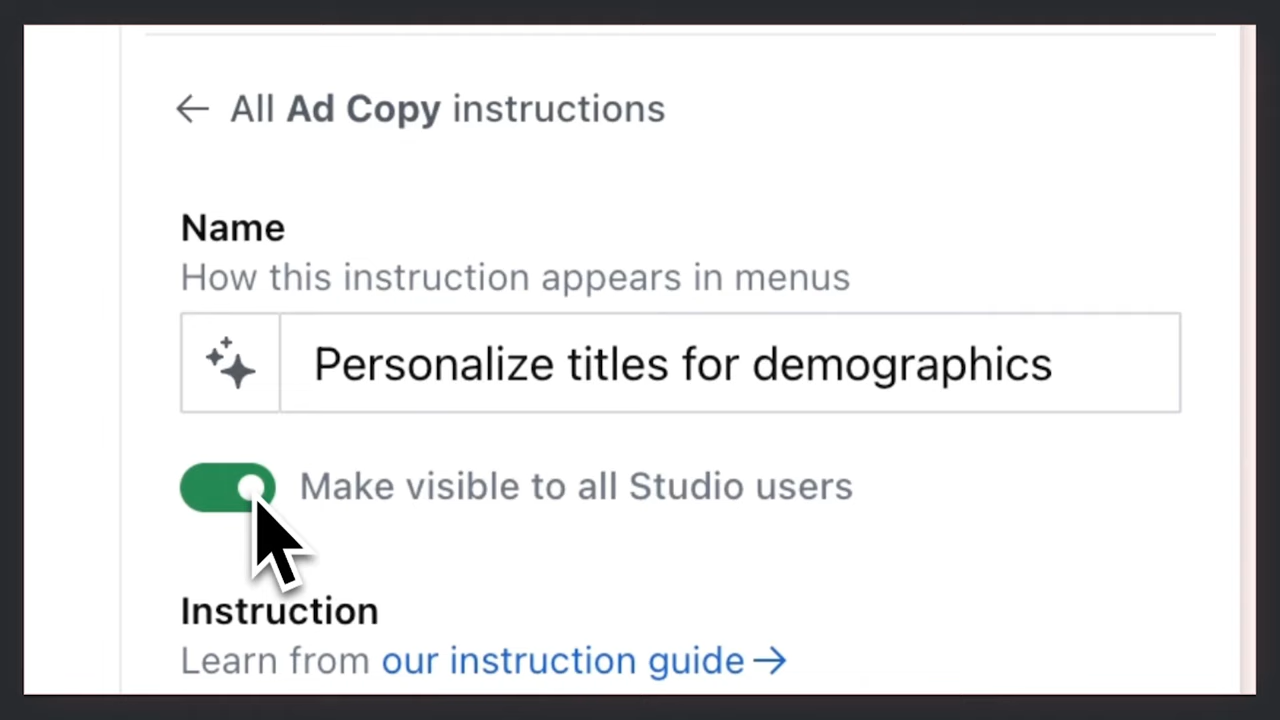 ← All Ad Copy instructions
Name
How this instruction appears in menus
Personalize titles for demographics
Make visible to all Studio users
Instruction
Learn from our instruction guide →